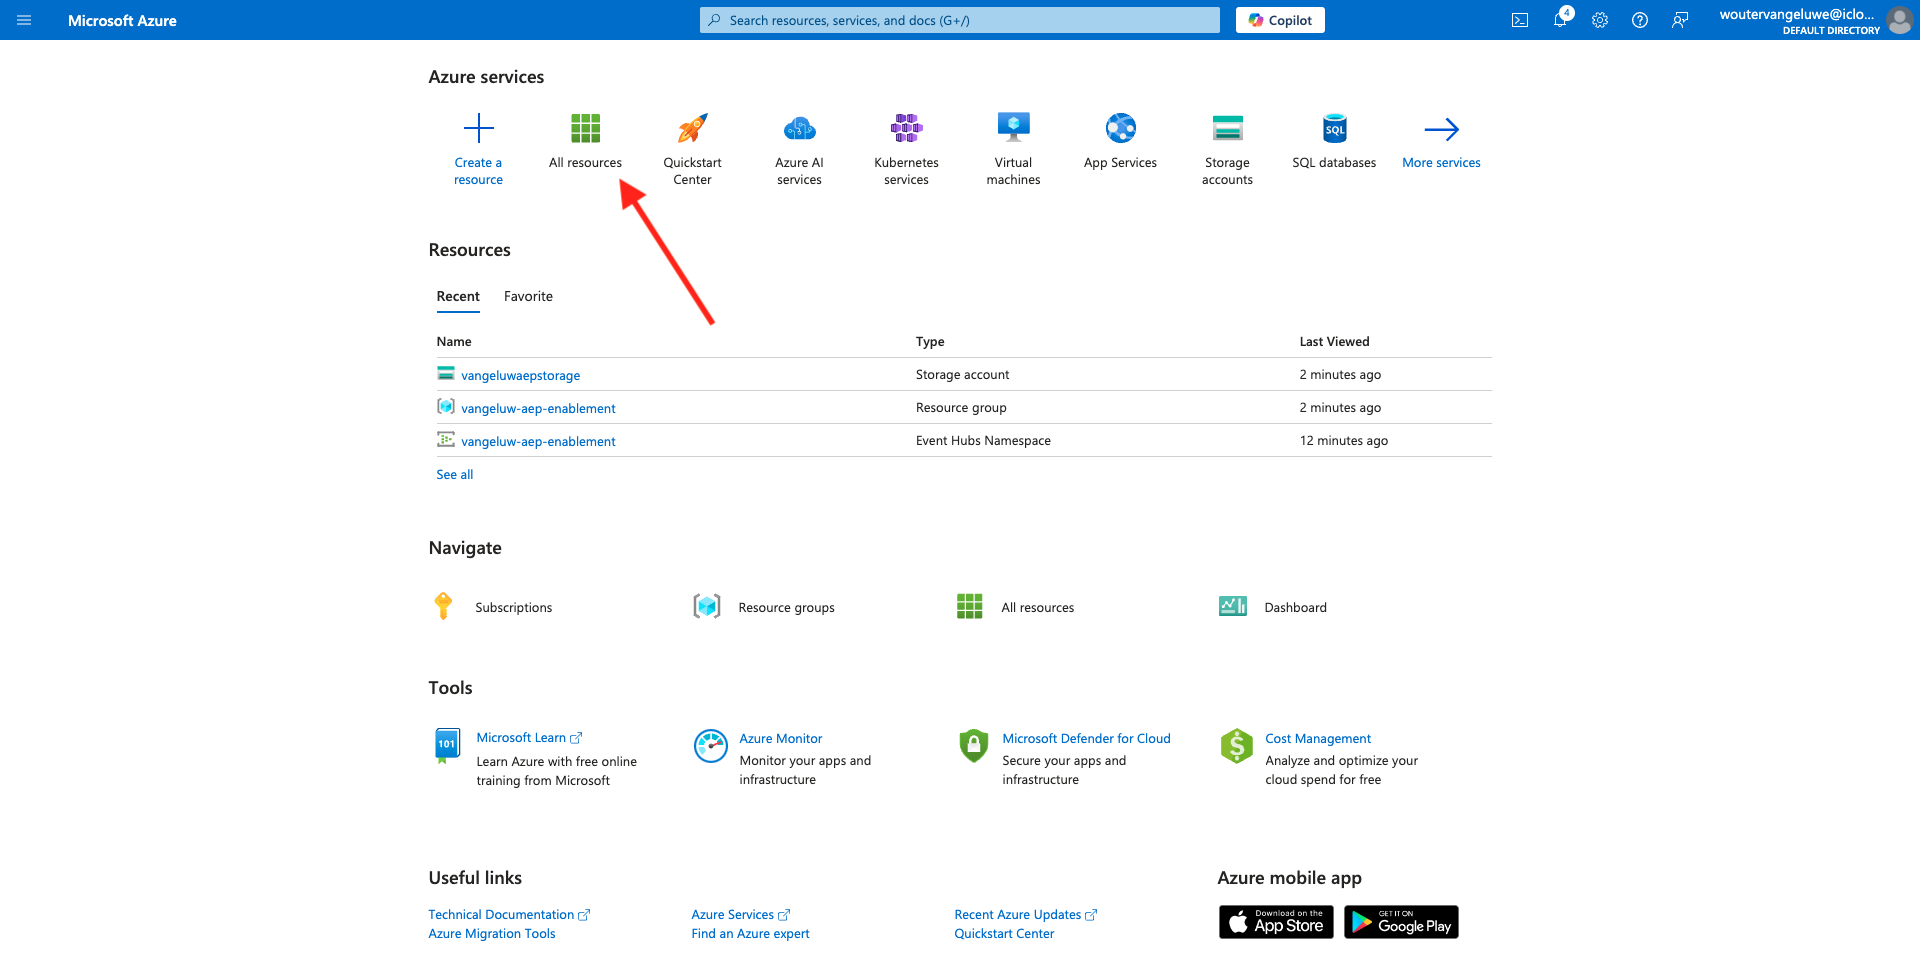 Microsoft Azure
Search resources, services, and docs (G+/)
Copilot
4
woutervangeluwe@iclo...
DEFAULT DIRECTORY
Azure services
Create a resource
All resources
Quickstart Center
Azure AI services
Kubernetes services
Virtual machines
App Services
Storage accounts
SQL
SQL databases
More services
Resources
Recent Favorite
Name Type Last Viewed
vangeluwaepstorage Storage account 2 minutes ago
vangeluw-aep-enablement Resource group 2 minutes ago
vangeluw-aep-enablement Event Hubs Namespace 12 minutes ago
See all
Navigate
Subscriptions Resource groups All resources Dashboard
Tools
101
Microsoft Learn
Learn Azure with free online
training from Microsoft
Azure Monitor
Monitor your apps and
infrastructure
Microsoft Defender for Cloud
Secure your apps and
infrastructure
Cost Management
Analyze and optimize your
cloud spend for free
Useful links
Technical Documentation Azure Services Recent Azure Updates
Azure Migration Tools Find an Azure expert Quickstart Center
Azure mobile app
Download on the
App Store
GET IT ON
Google Play